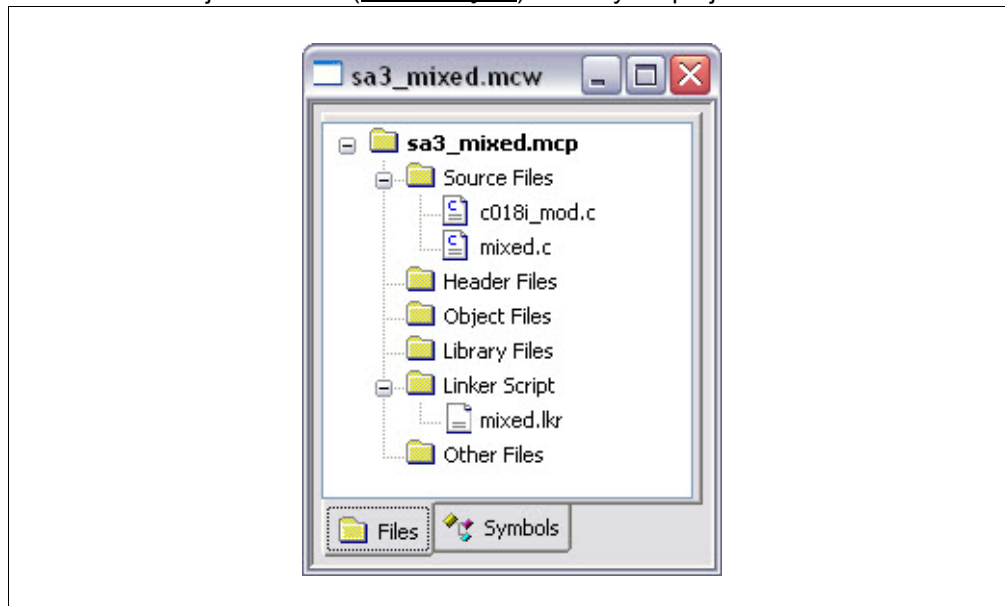 sa3_mixed.mcw
sa3_mixed.mcp
Source Files
c018i_mod.c
mixed.c
Header Files
Object Files
Library Files
Linker Script
mixed.lkr
Other Files
Files Symbols